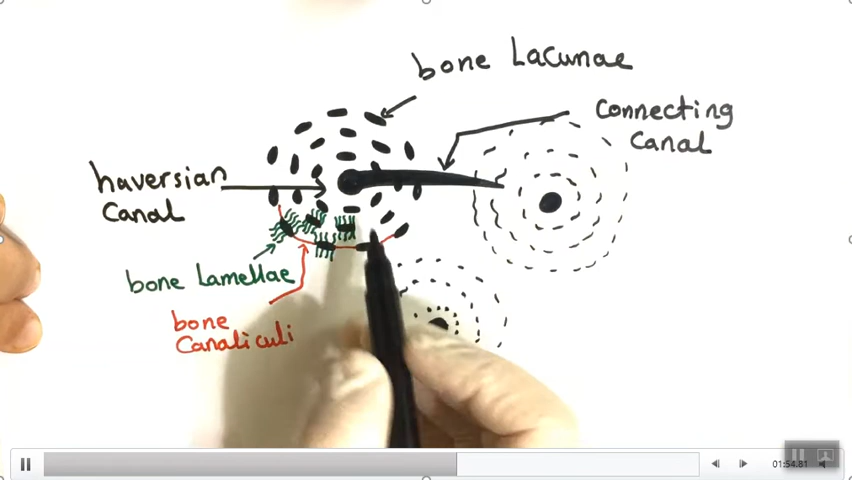 bone Lacunae
Connecting
Canal
haversian
Canal
bone Lamellae
bone
Canaliculi
01:54.81